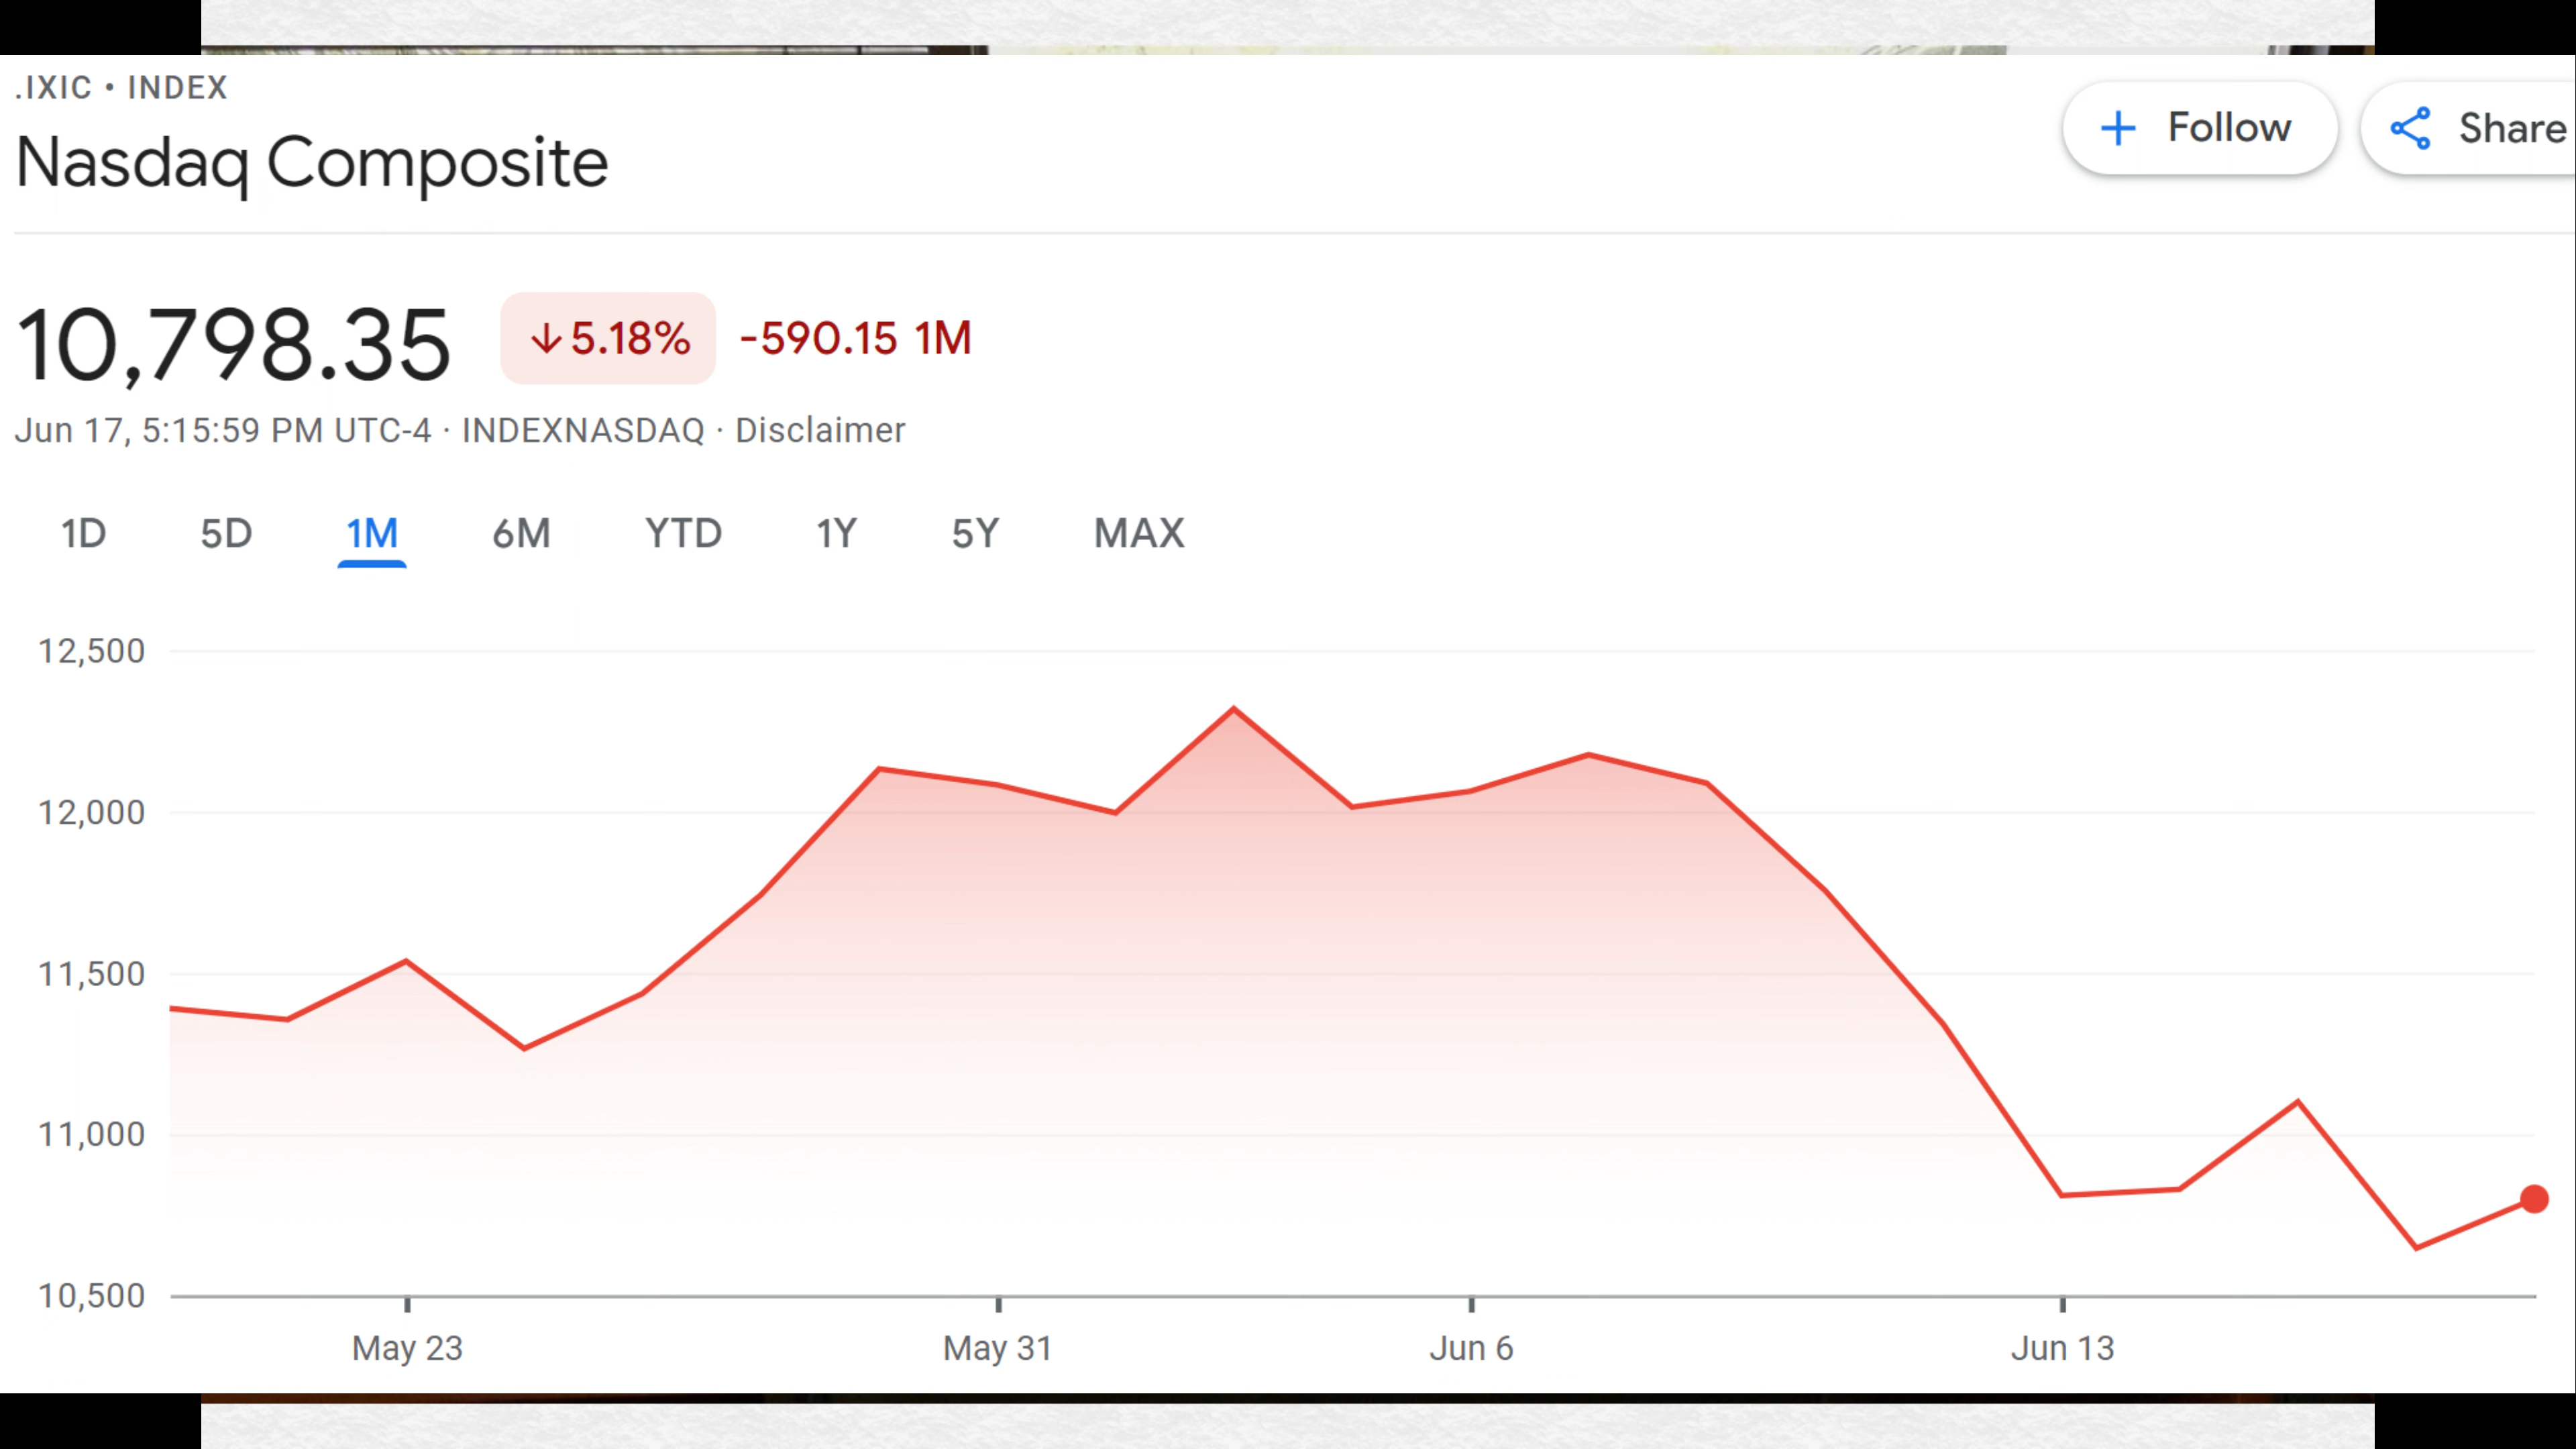 .IXIC • INDEX
Nasdaq Composite
Follow
Share
10,798.35
↓5.18% -590.15 1M
Jun 17, 5:15:59 PM UTC-4 · INDEXNASDAQ · Disclaimer
1D 5D 1M 6M YTD 1Y 5Y MAX
12,500
12,000
11,500
11,000
10,500
May 23 May 31 Jun 6 Jun 13